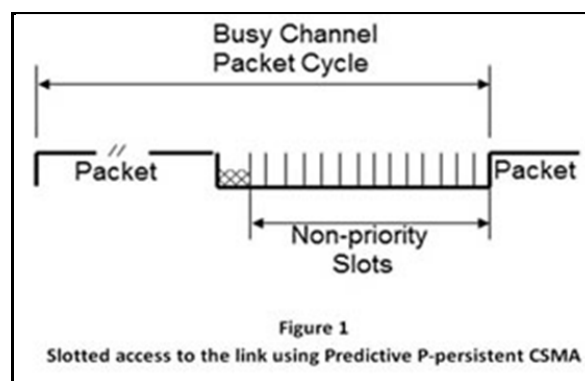 Busy Channel
Packet Cycle
//
Packet
Packet
Non-priority
Slots
Figure 1
Slotted access to the link using Predictive P-persistent CSMA